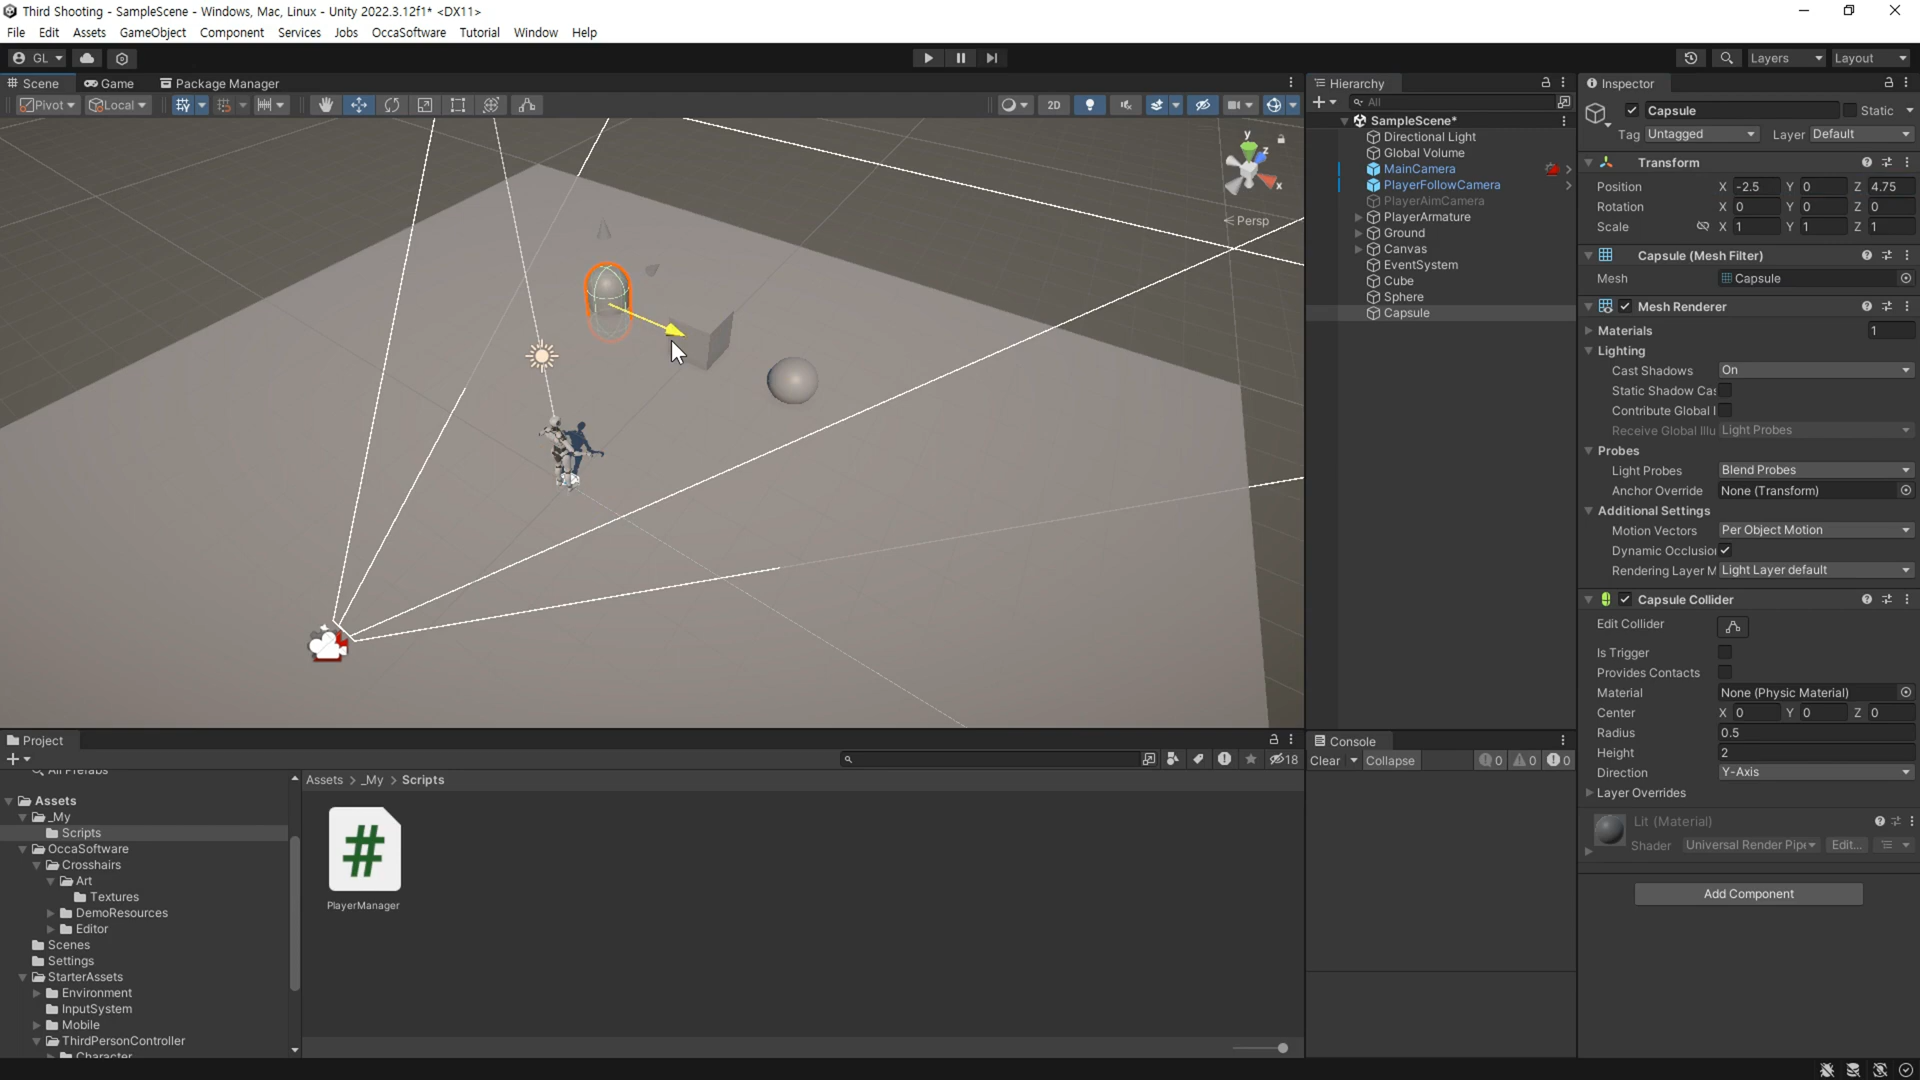 Third Shooting - SampleScene - Windows, Mac, Linux - Unity 2022.3.12f1* <DX11>
File Edit Assets GameObject Component Services Jobs OccaSoftware Tutorial Window Help
GL Layers Layout
Scene Game Package Manager
Pivot Local 2D
y
z
x
< Persp
Hierarchy
All
SampleScene*
Directional Light
Global Volume
MainCamera
PlayerFollowCamera
PlayerAimCamera
PlayerArmature
Ground
Canvas
EventSystem
Cube
Sphere
Capsule
Inspector
Capsule Static
Tag Untagged Layer Default
Transform
Position X -2.5 Y 0 Z 4.75
Rotation X 0 Y 0 Z 0
Scale X 1 Y 1 Z 1
Capsule (Mesh Filter)
Mesh Capsule
Mesh Renderer
Materials 1
Lighting
Cast Shadows On
Static Shadow Cas
Contribute Global I
Receive Global Illu Light Probes
Probes
Light Probes Blend Probes
Anchor Override None (Transform)
Additional Settings
Motion Vectors Per Object Motion
Dynamic Occlusion
Rendering Layer M Light Layer default
Capsule Collider
Edit Collider
Is Trigger
Provides Contacts
Material None (Physic Material)
Center X 0 Y 0 Z 0
Radius 0.5
Height 2
Direction Y-Axis
Layer Overrides
Lit (Material)
Shader Universal Render Pipe Edit...
Add Component
Project
18
All Prefabs
Assets
_My
Scripts
OccaSoftware
Crosshairs
Art
Textures
DemoResources
Editor
Scenes
Settings
StarterAssets
Environment
InputSystem
Mobile
ThirdPersonController
Character
Assets > _My > Scripts
#
PlayerManager
Console
Clear Collapse 0 0 0